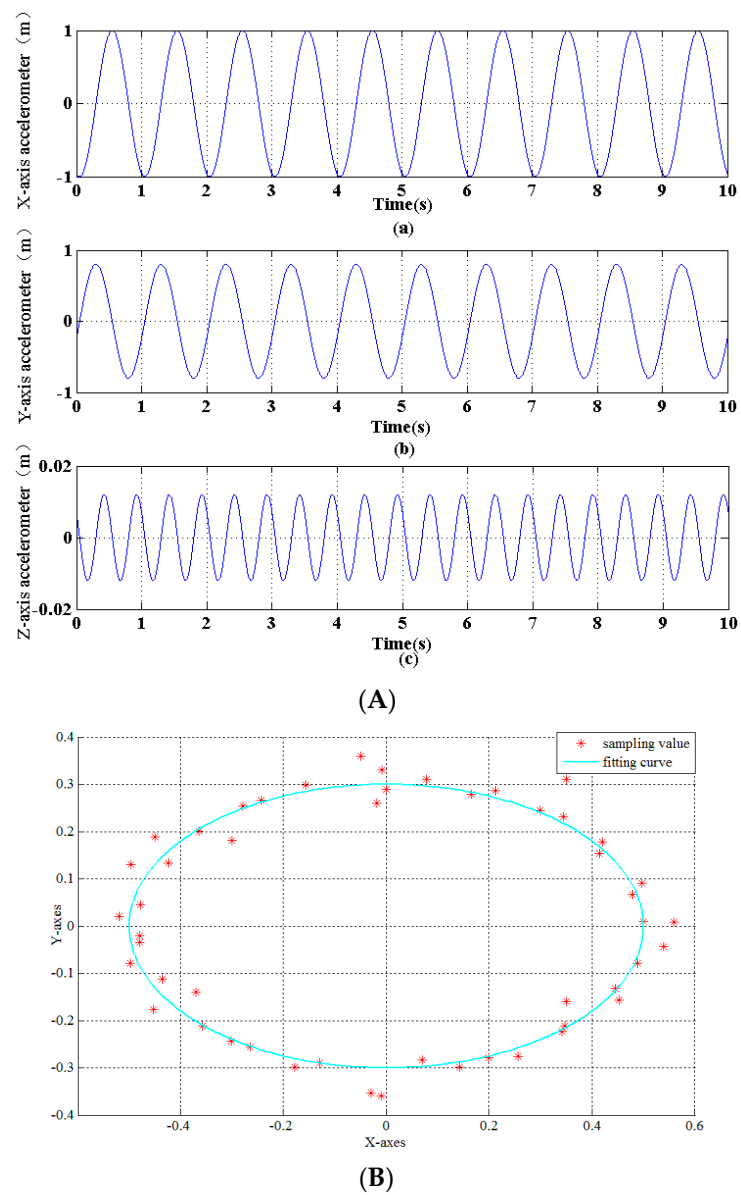 1
0
-1
X-axis accelerometer（m）
0 1 2 3 4 5 6 7 8 9 10
Time(s)
(a)
1
0
-1
Y-axis accelerometer（m）
0 1 2 3 4 5 6 7 8 9 10
Time(s)
(b)
0.02
0
-0.02
Z-axis accelerometer（m）
0 1 2 3 4 5 6 7 8 9 10
Time(s)
(c)
(A)
0.4
0.3
0.2
0.1
0
-0.1
-0.2
-0.3
-0.4
Y-axes
sampling value
fitting curve
-0.4 -0.2 0 0.2 0.4 0.6
X-axes
(B)